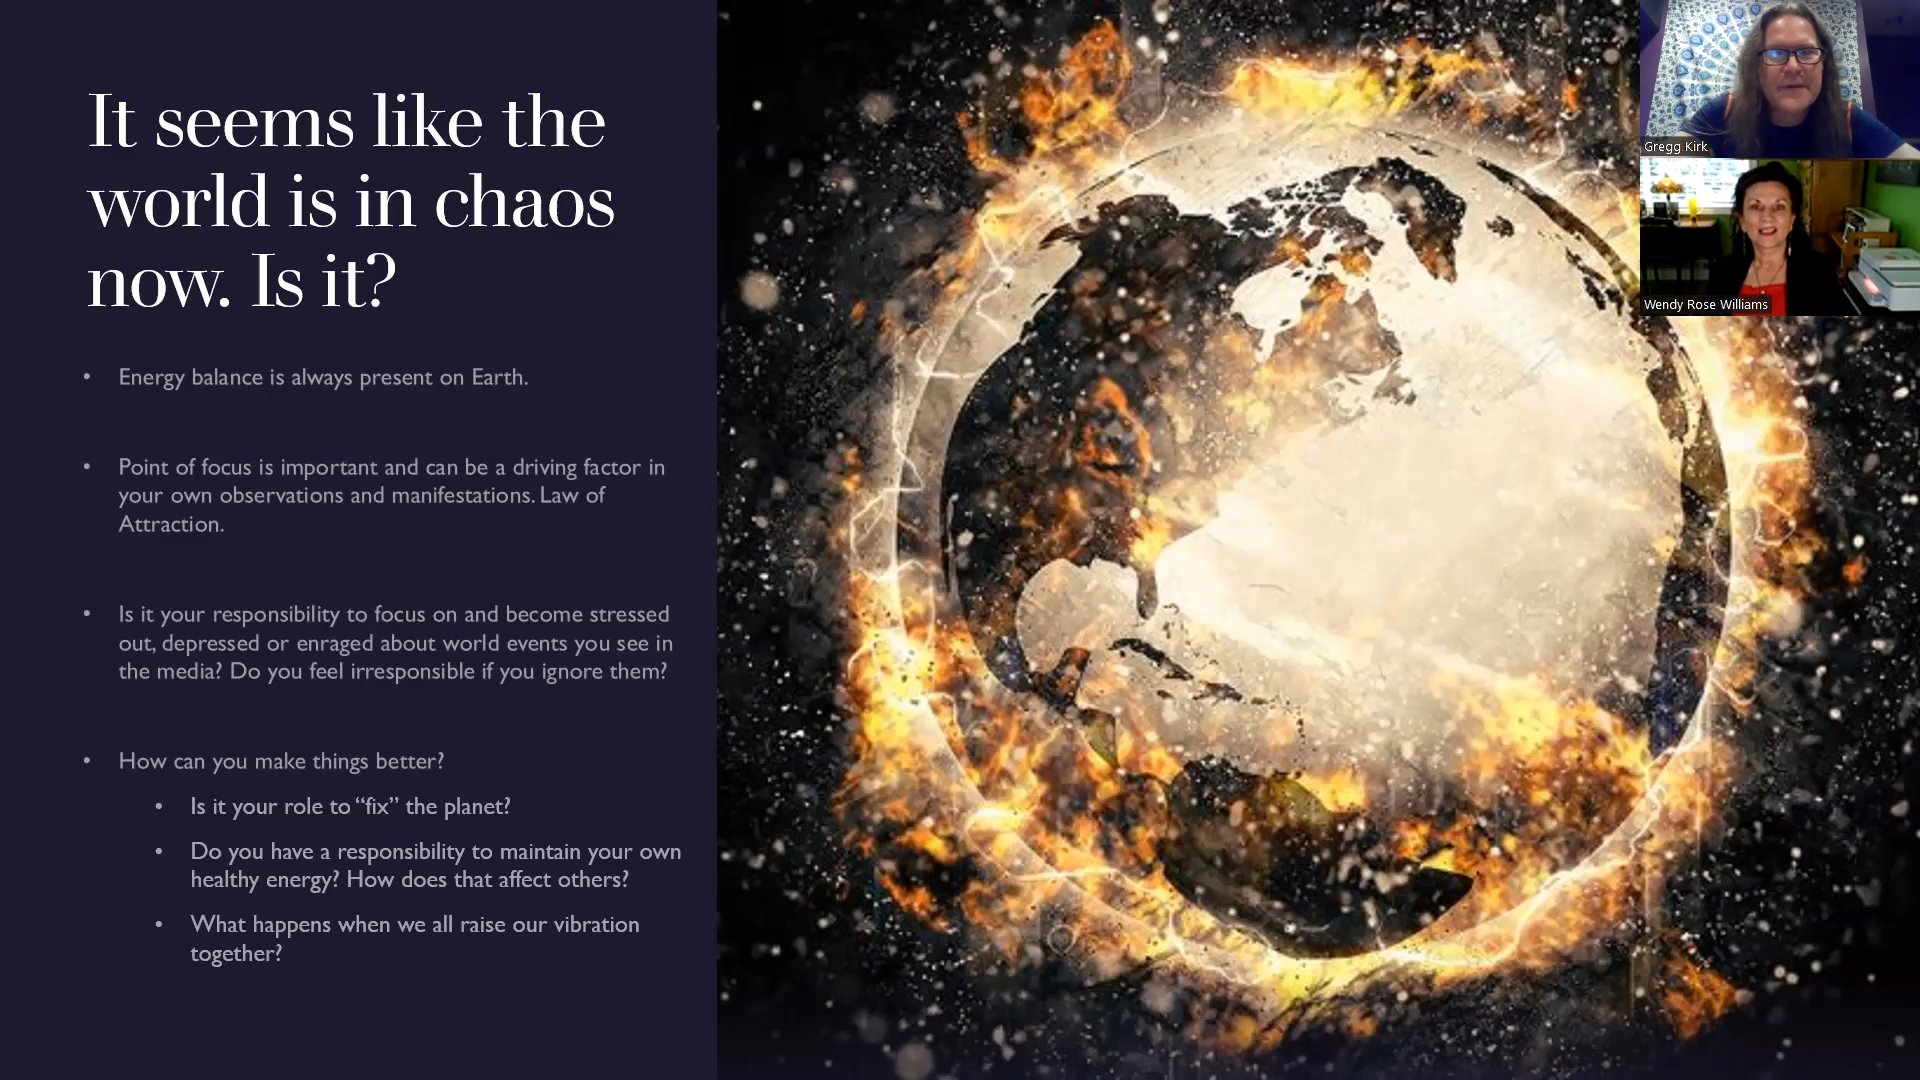 It seems like the
world is in chaos
now. Is it?
• Energy balance is always present on Earth.
• Point of focus is important and can be a driving factor in
your own observations and manifestations. Law of
Attraction.
• Is it your responsibility to focus on and become stressed
out, depressed or enraged about world events you see in
the media? Do you feel irresponsible if you ignore them?
• How can you make things better?
• Is it your role to “fix” the planet?
• Do you have a responsibility to maintain your own
healthy energy? How does that affect others?
• What happens when we all raise our vibration
together?
Gregg Kirk
Wendy Rose Williams